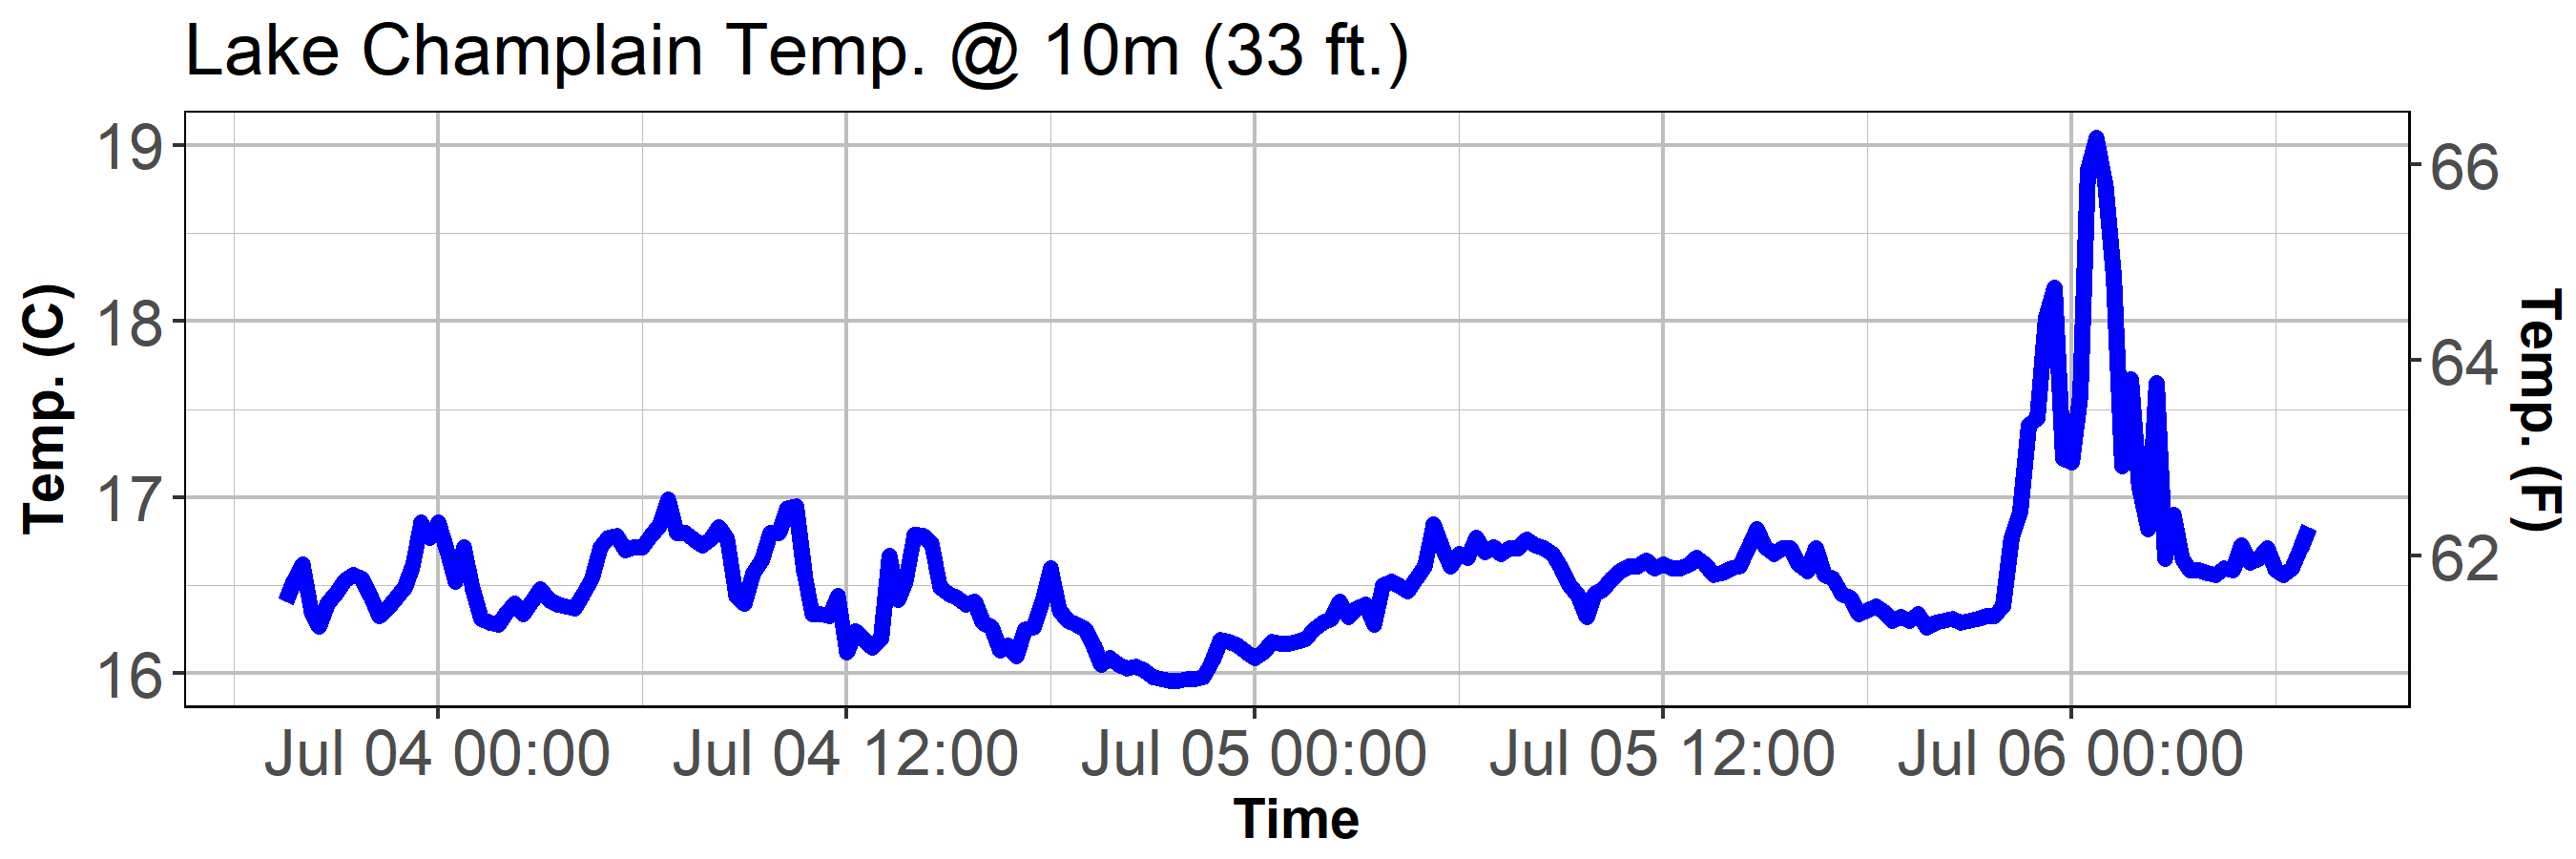 Lake Champlain Temp. @ 10m (33 ft.)
19
18
17
16
Temp. (C)
66
64
62
Temp. (F)
Jul 04 00:00 Jul 04 12:00 Jul 05 00:00 Jul 05 12:00 Jul 06 00:00
Time